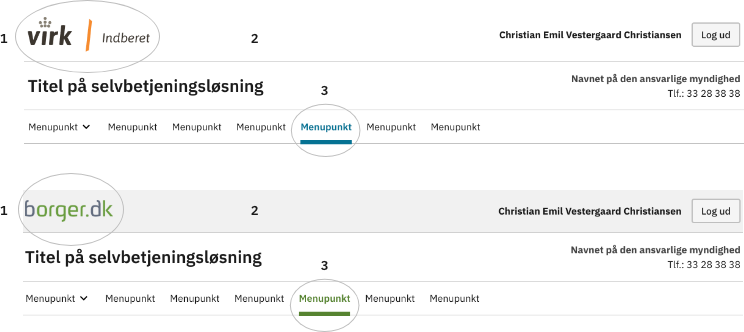 1 virk Indberet 2 Christian Emil Vestergaard Christiansen Log ud
Titel på selvbetjeningsløsning Navnet på den ansvarlige myndighed
Tlf.: 33 28 38 38
3
Menupunkt Menupunkt Menupunkt Menupunkt Menupunkt Menupunkt Menupunkt
1 borger.dk 2 Christian Emil Vestergaard Christiansen Log ud
Titel på selvbetjeningsløsning Navnet på den ansvarlige myndighed
Tlf.: 33 28 38 38
3
Menupunkt Menupunkt Menupunkt Menupunkt Menupunkt Menupunkt Menupunkt